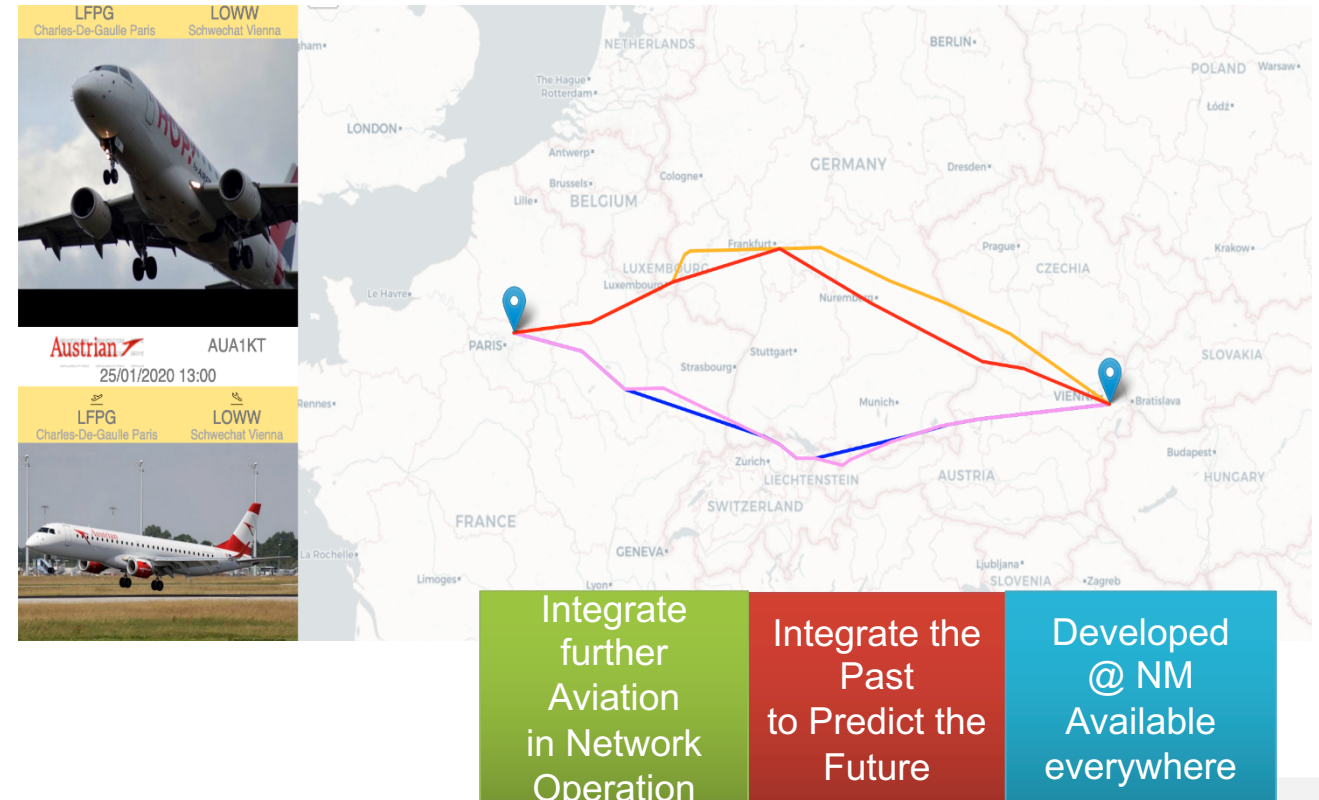 LFPG
LOWW
Charles-De-Gaulle Paris
Schwechat Vienna
HOP!
Austrian
AUA1KT
25/01/2020 13:00
LFPG
LOWW
Charles-De-Gaulle Paris
Schwechat Vienna
Austrian
gham
NETHERLANDS
BERLIN
The Hague
Rotterdam
POLAND
Warsaw
Łódź
LONDON
Antwerp
GERMANY
Dresden
Brussels
Cologne
Lille
BELGIUM
Frankfurt
Prague
Krakow
LUXEMBOURG
CZECHIA
Luxembourg
Le Havre
Nuremberg
PARIS
Stuttgart
SLOVAKIA
Strasbourg
Rennes
Munich
VIENNA
Bratislava
Zurich
Budapest
LIECHTENSTEIN
AUSTRIA
HUNGARY
SWITZERLAND
FRANCE
La Rochelle
GENEVA
Ljubljana
Limoges
Lyon
SLOVENIA
Zagreb
Integrate
further
Aviation
in Network
Operation
Integrate the
Past
to Predict the
Future
Developed
@ NM
Available
everywhere